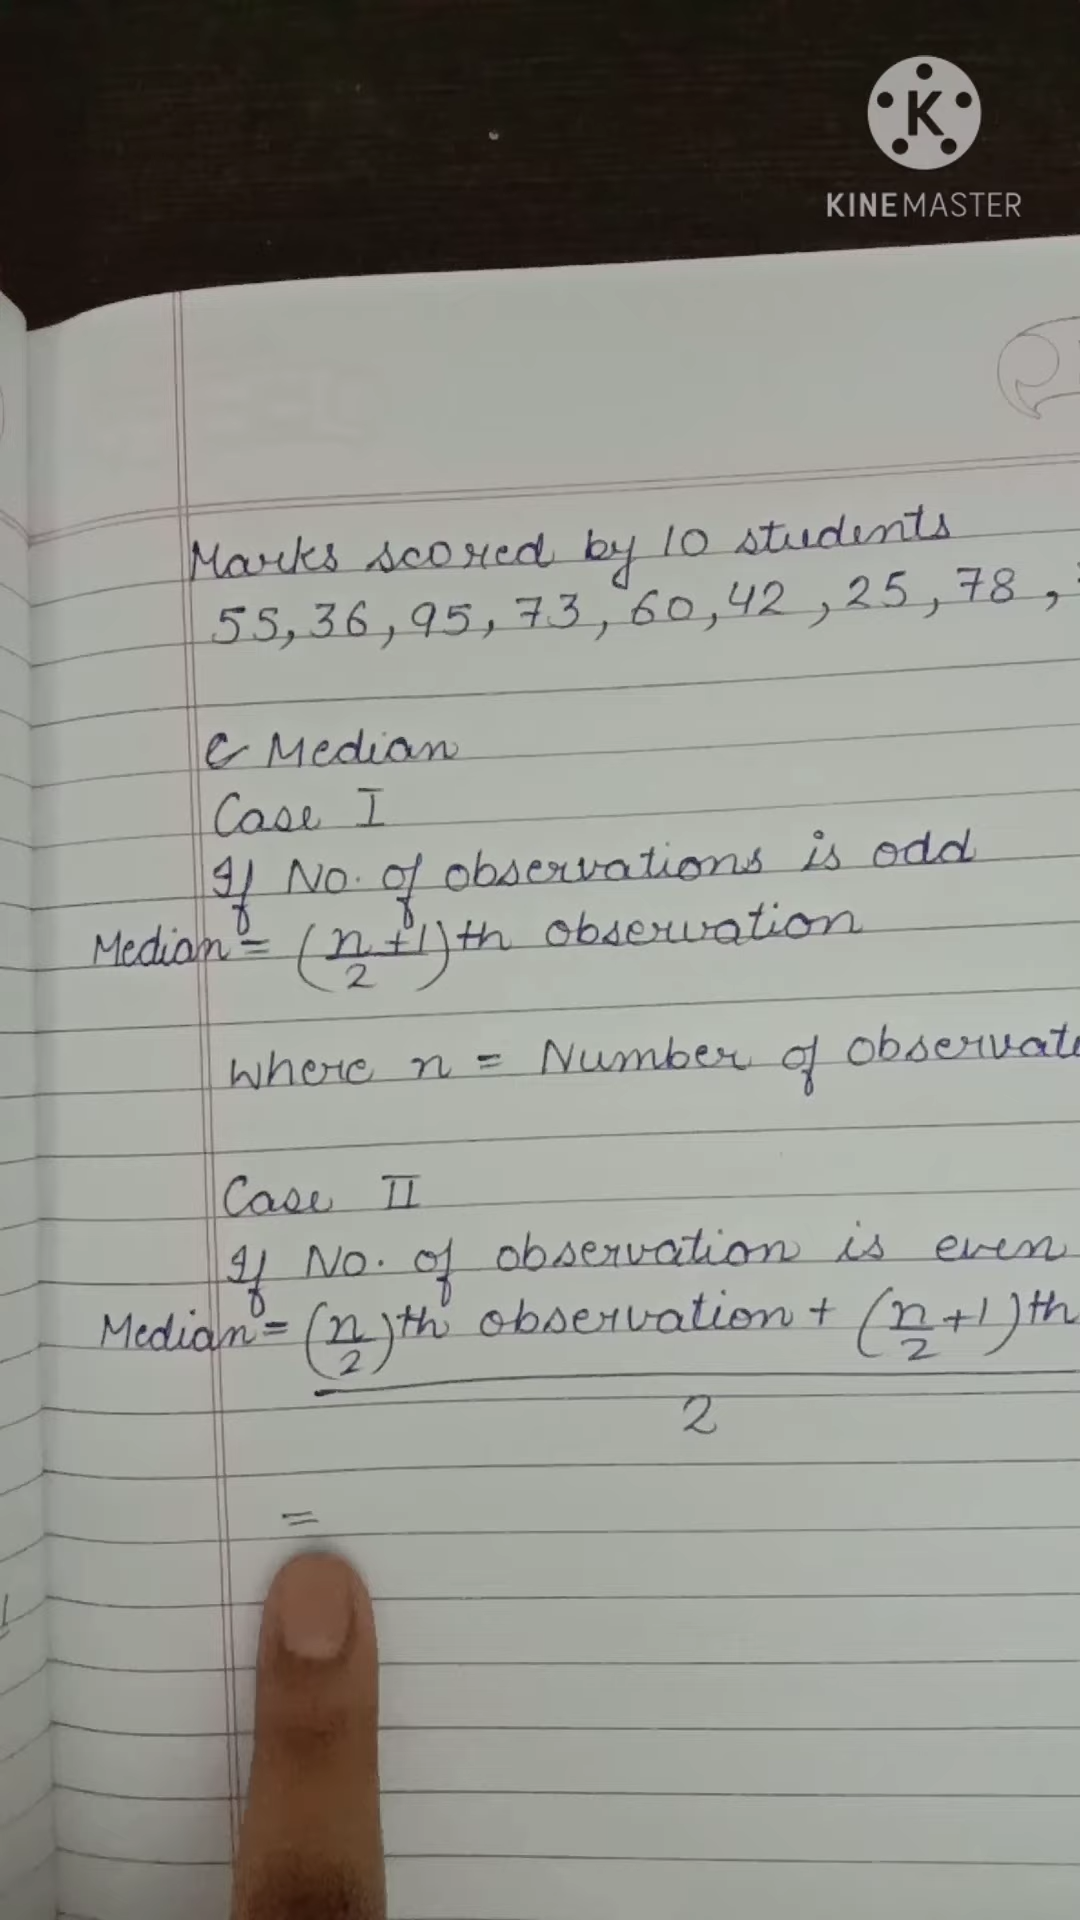 K
KINEMASTER
Marks scored by 10 students
55, 36, 95, 73, 60, 42, 25, 78,
Median
Case I
If No. of observations is odd
Median = (n+1/2)th observation
where n = Number of
Case II
If No. of observation is even
Median = (n/2)th observation + (n/2+1)th
2
=